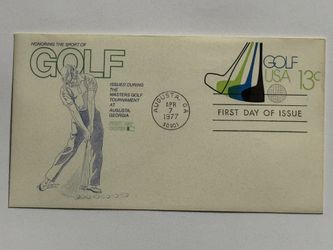 HONORING THE SPORT OF
GOLF
ISSUED DURING
THE
MASTERS GOLF
TOURNAMENT
AT
AUGUSTA,
GEORGIA
AUGUSTA, GA
APR
7
1977
30901
GOLF
USA 13c
FIRST DAY OF ISSUE